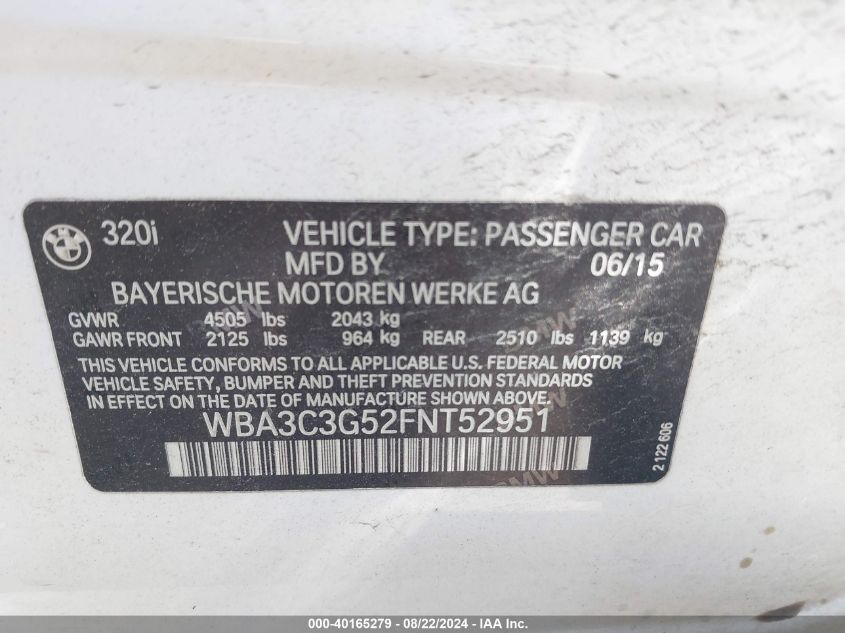 320i VEHICLE TYPE: PASSENGER CAR
MFD BY 06/15
BAYERISCHE MOTOREN WERKE AG
GVWR 4505 lbs 2043 kg
GAWR FRONT 2125 lbs 964 kg REAR 2510 lbs 1139 kg
THIS VEHICLE CONFORMS TO ALL APPLICABLE U.S. FEDERAL MOTOR
VEHICLE SAFETY, BUMPER AND THEFT PREVENTION STANDARDS
IN EFFECT ON THE DATE OF MANUFACTURE SHOWN ABOVE.
WBA3C3G52FNT52951
2 122 606
000-40165279 - 08/22/2024 - IAA Inc.